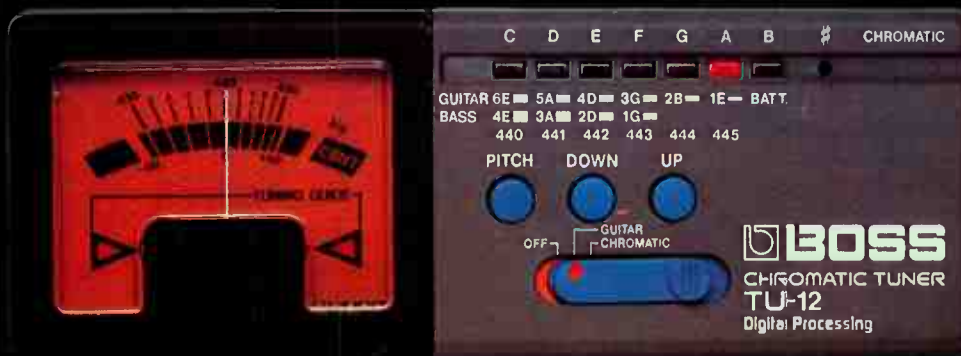 C D E F G A B # CHROMATIC
GUITAR 6E 5A 4D 3G 2B 1E BATT.
BASS 4E 3A 2D 1G
440 441 442 443 444 445
PITCH DOWN UP
OFF GUITAR
CHROMATIC
BOSS
CHROMATIC TUNER
TU-12
Digital Processing
TUNING GUIDE